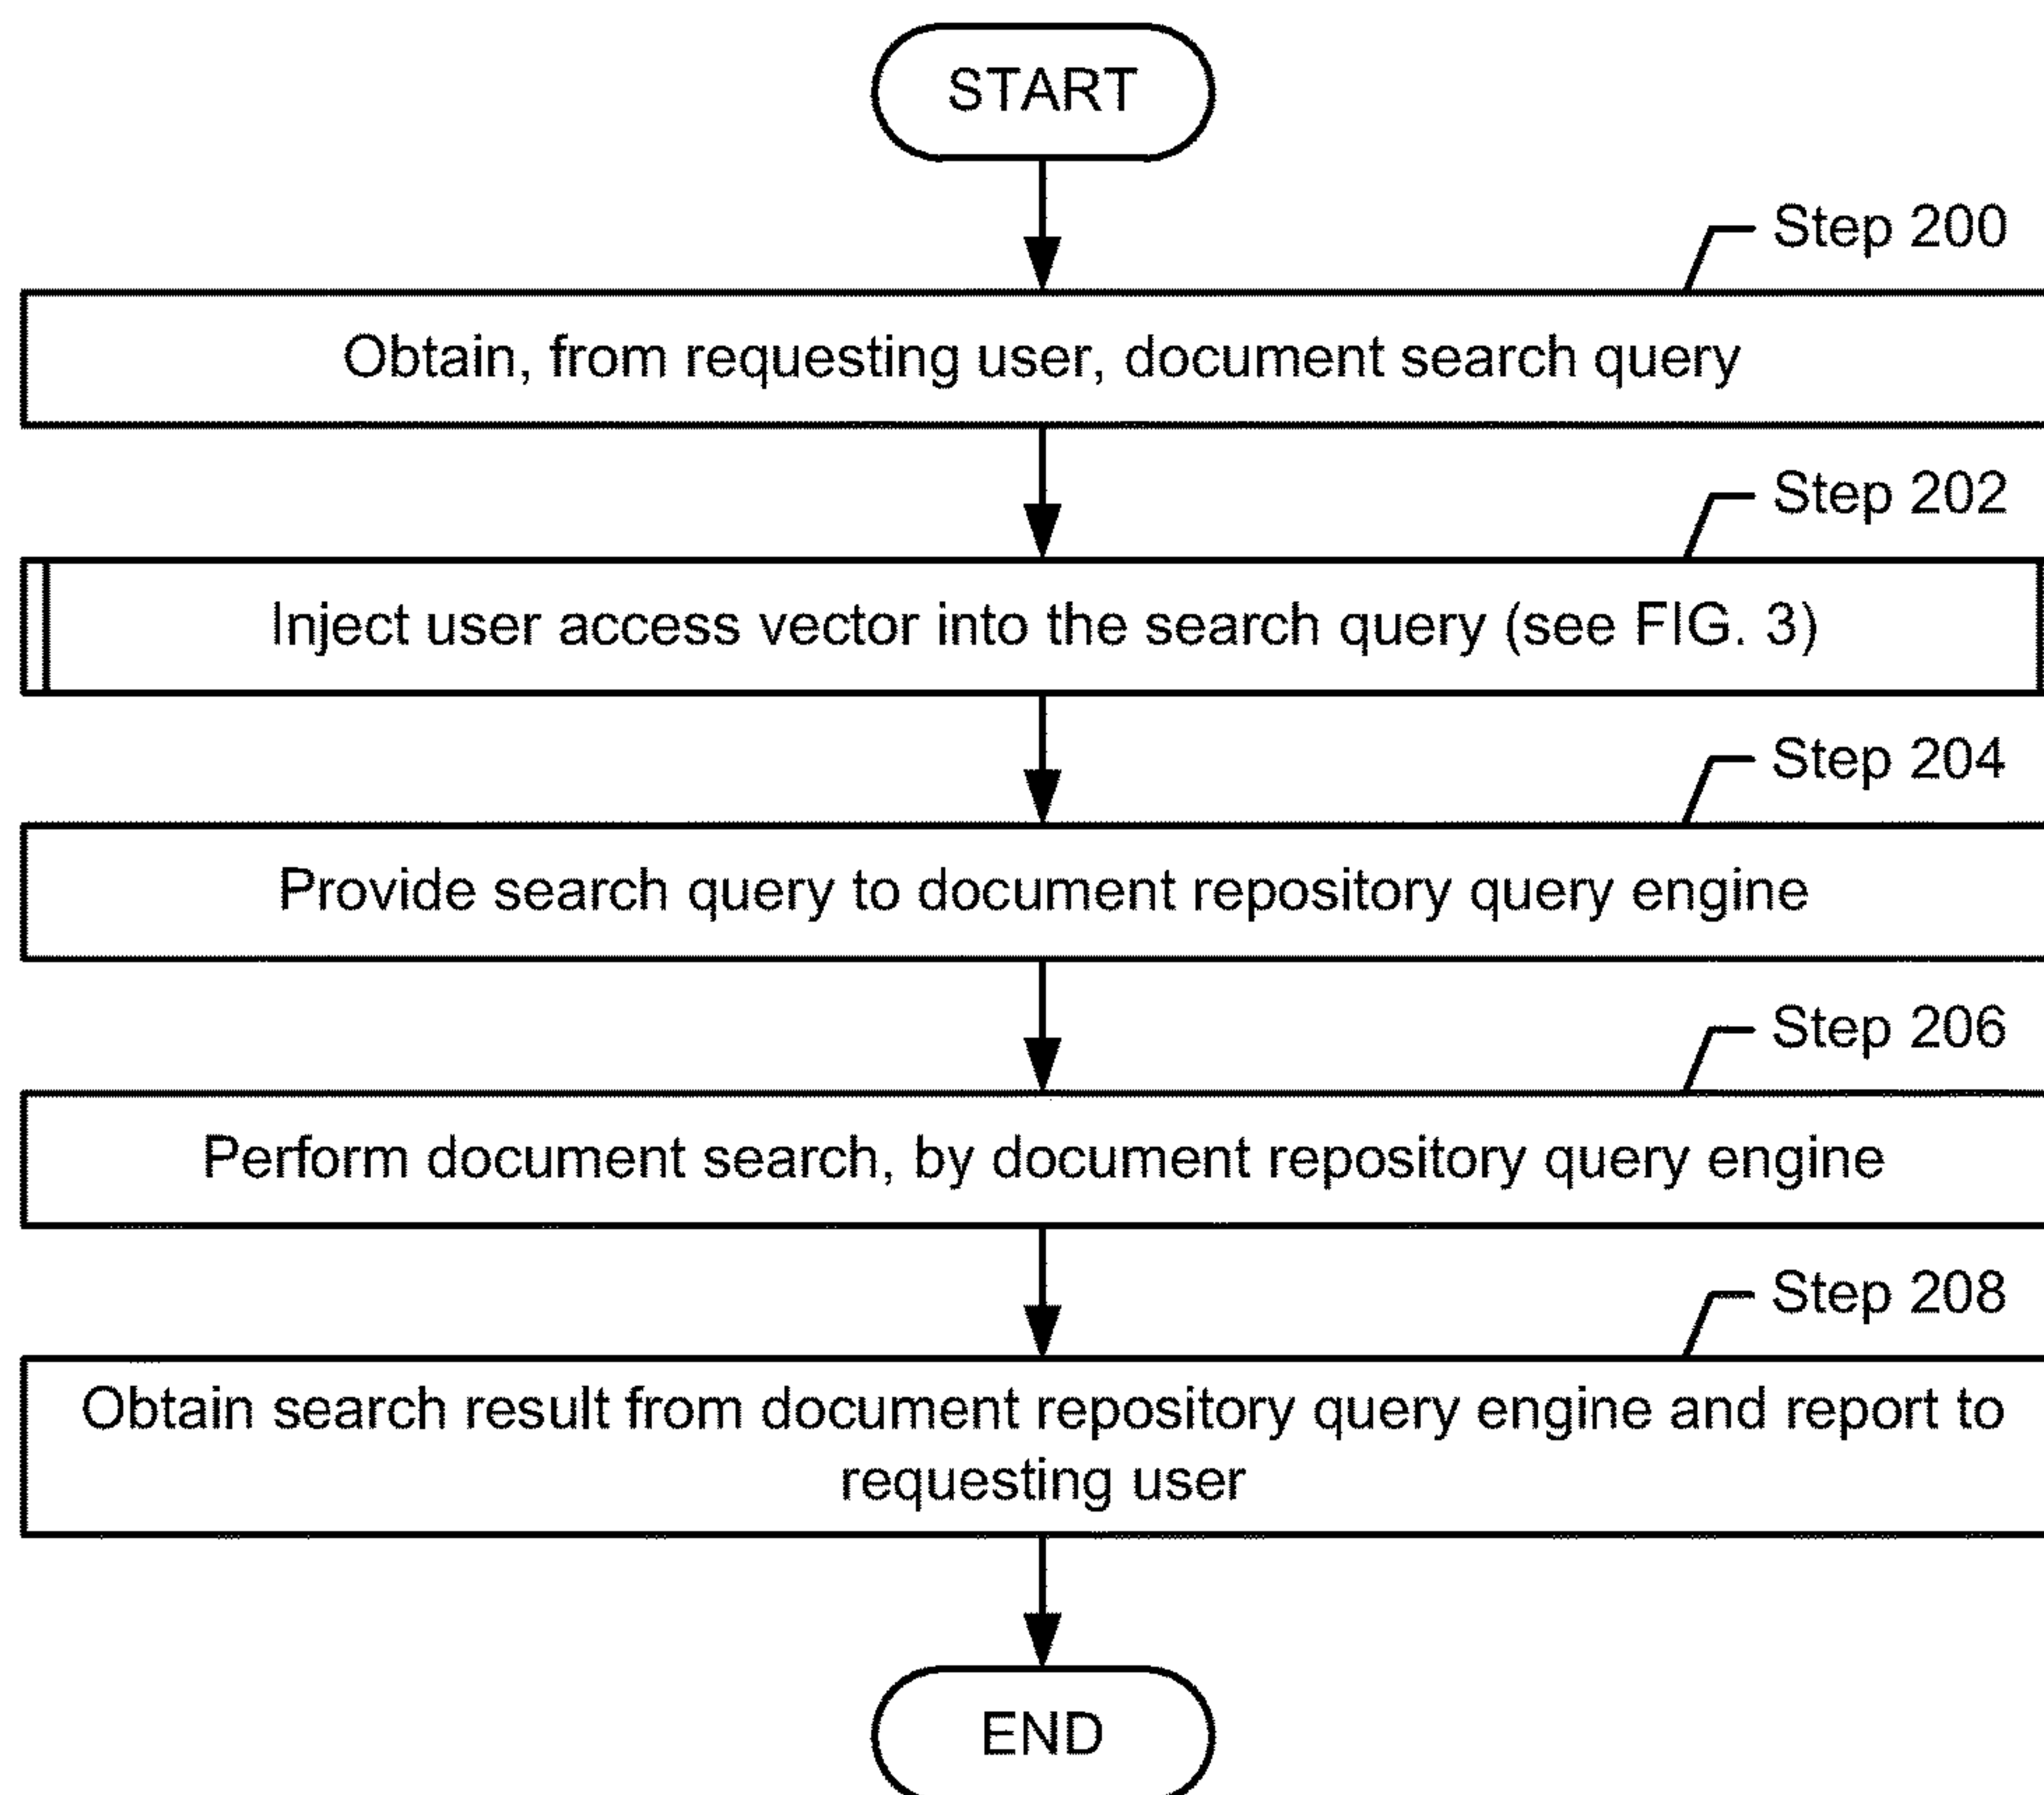 START
Step 200
Obtain, from requesting user, document search query
Step 202
Inject user access vector into the search query (see FIG. 3)
Step 204
Provide search query to document repository query engine
Step 206
Perform document search, by document repository query engine
Step 208
Obtain search result from document repository query engine and report to
requesting user
END